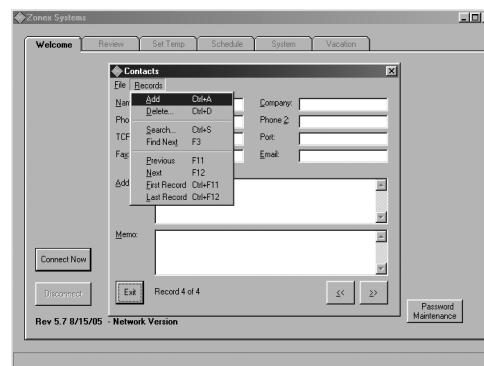 Zonex Systems
Welcome Review Set Temp Schedule System Vacation
Contacts
File Records
Add Ctrl+A
Delete... Ctrl+D
Search... Ctrl+S
Find Next F3
Previous F11
Next F12
First Record Ctrl+F11
Last Record Ctrl+F12
Company:
Phone 2:
Port:
Fax:
Email:
Memo:
Exit Record 4 of 4 << >>
Connect Now
Disconnect
Password
Maintenance
Rev 5.7 8/15/05 - Network Version